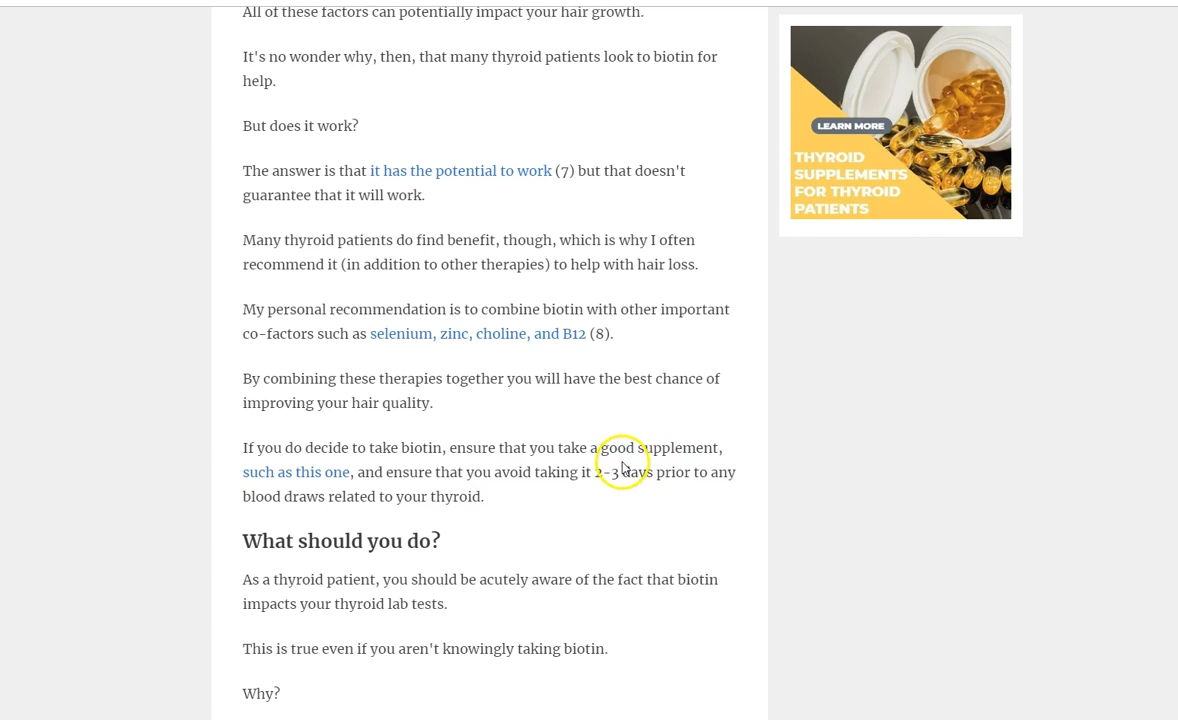 All of these factors can potentially impact your hair growth.
It's no wonder why, then, that many thyroid patients look to biotin for
help.
But does it work?
The answer is that it has the potential to work (7) but that doesn't
guarantee that it will work.
Many thyroid patients do find benefit, though, which is why I often
recommend it (in addition to other therapies) to help with hair loss.
My personal recommendation is to combine biotin with other important
co-factors such as selenium, zinc, choline, and B12 (8).
By combining these therapies together you will have the best chance of
improving your hair quality.
If you do decide to take biotin, ensure that you take a good supplement,
such as this one, and ensure that you avoid taking it prior to any
blood draws related to your thyroid.
What should you do?
As a thyroid patient, you should be acutely aware of the fact that biotin
impacts your thyroid lab tests.
This is true even if you aren't knowingly taking biotin.
Why?
LEARN MORE
THYROID
SUPPLEMENTS
FOR THYROID
PATIENTS